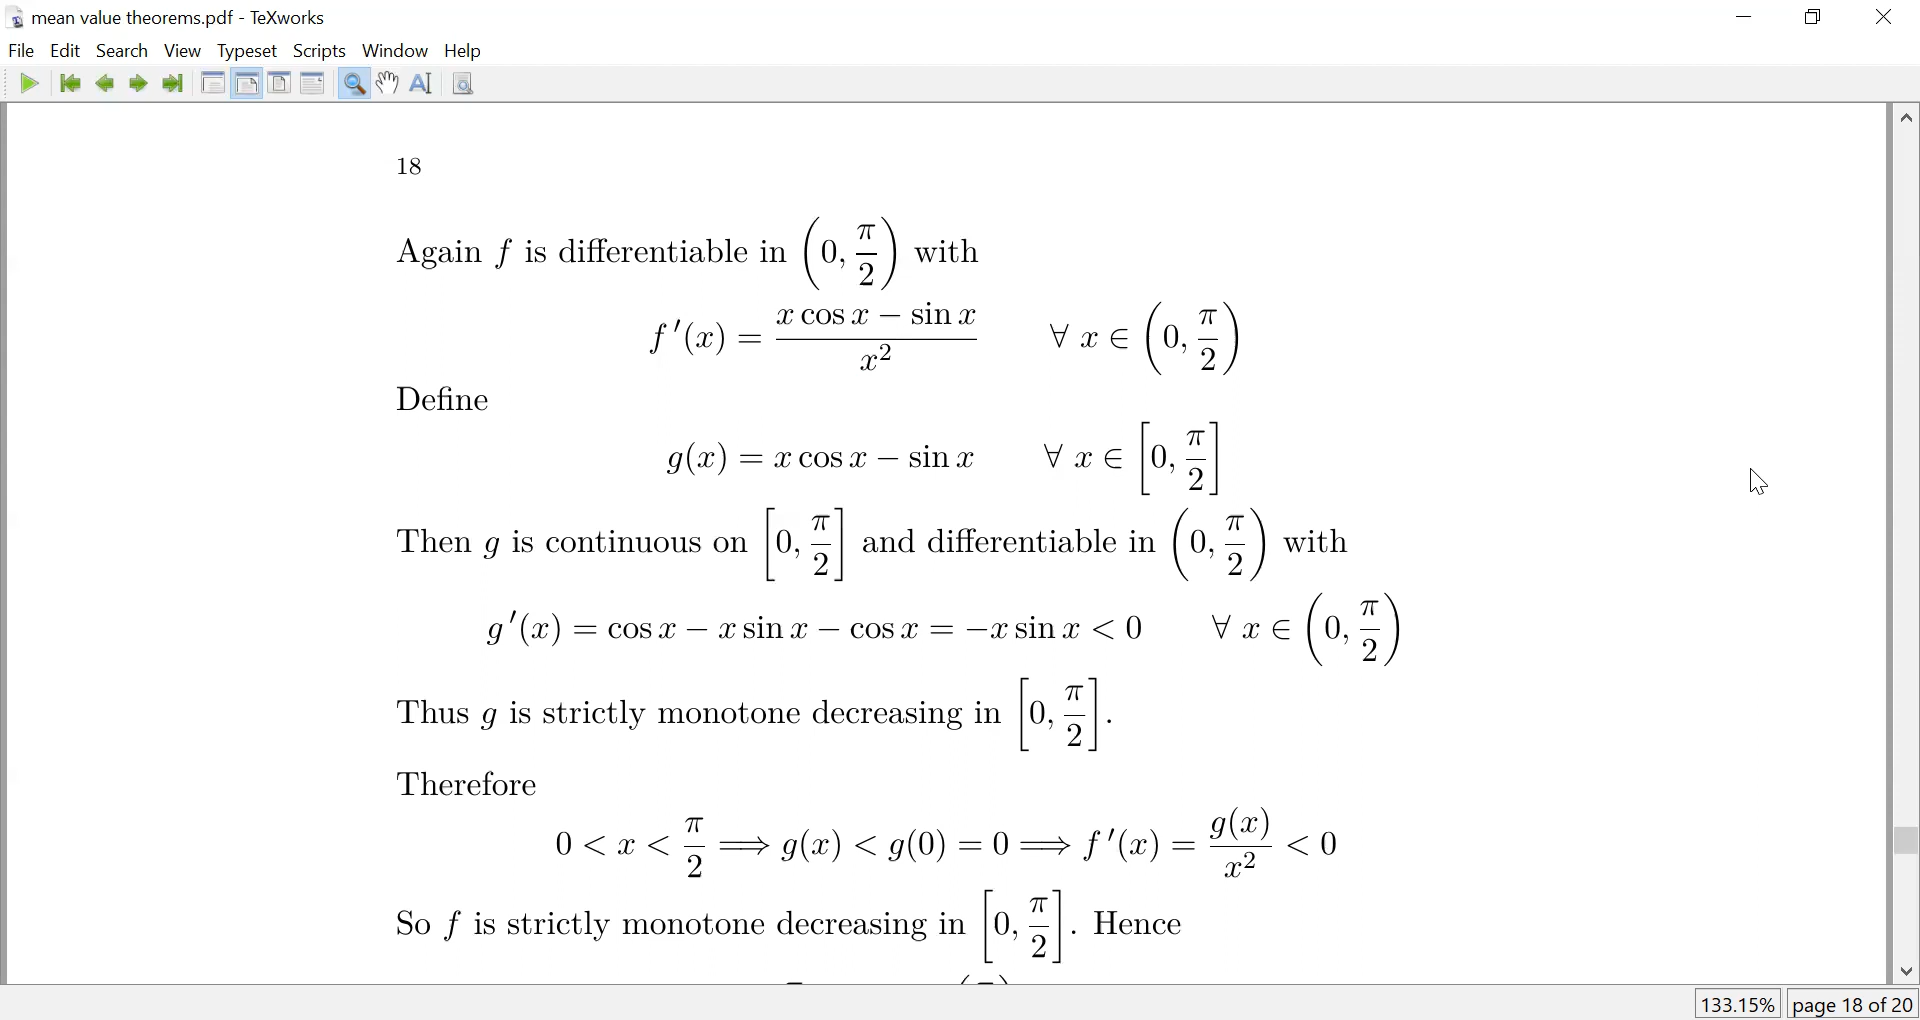 mean value theorems.pdf - TeXworks
File Edit Search View Typeset Scripts Window Help
18
Again f is differentiable in (0, π/2) with
f′(x) = (x cos x − sin x)/x² ∀ x ∈ (0, π/2)
Define
g(x) = x cos x − sin x ∀ x ∈ [0, π/2]
Then g is continuous on [0, π/2] and differentiable in (0, π/2) with
g′(x) = cos x − x sin x − cos x = −x sin x < 0 ∀ x ∈ (0, π/2)
Thus g is strictly monotone decreasing in [0, π/2].
Therefore
0 < x < π/2 ⟹ g(x) < g(0) = 0 ⟹ f′(x) = g(x)/x² < 0
So f is strictly monotone decreasing in [0, π/2]. Hence
133.15% page 18 of 20